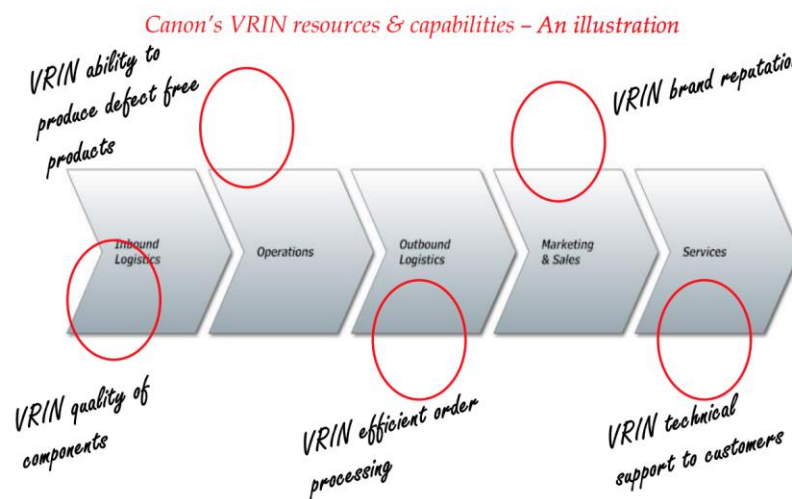 Canon's VRIN resources & capabilities – An illustration
VRIN ability to
produce defect free
products
VRIN brand reputation
Inbound
Logistics
Operations
Outbound
Logistics
Marketing
& Sales
Services
VRIN quality of
components
VRIN efficient order
processing
VRIN technical
support to customers